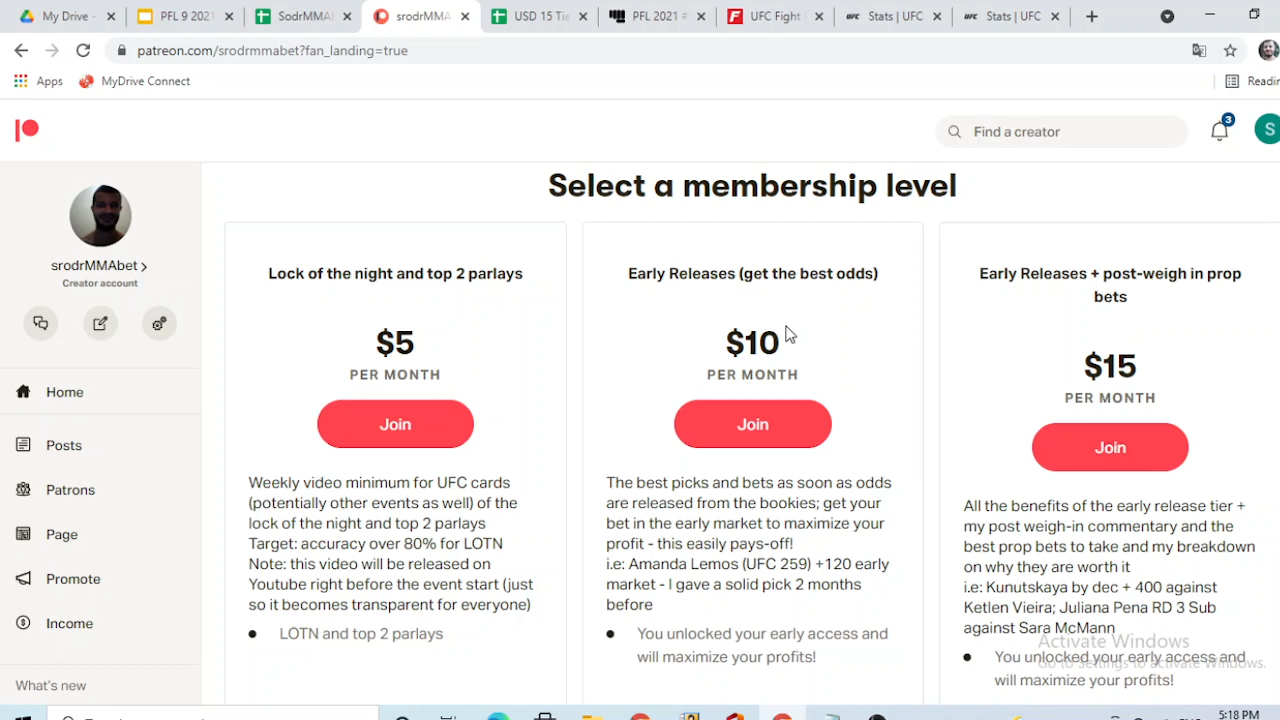 My Drive -
PFL 9 2021
SodrMMA
srodrMMA
USD 15 Tie
PFL 2021 #
UFC Fight
Stats | UFC
Stats | UFC
patreon.com/srodrmmabet?fan_landing=true
Apps
MyDrive Connect
Readin
Find a creator
3
S
srodrMMAbet
Creator account
Home
Posts
Patrons
Page
Promote
Income
What's new
Select a membership level
Lock of the night and top 2 parlays
$5
PER MONTH
Join
Weekly video minimum for UFC cards
(potentially other events as well) of the
lock of the night and top 2 parlays
Target: accuracy over 80% for LOTN
Note: this video will be released on
Youtube right before the event start (just
so it becomes transparent for everyone)
LOTN and top 2 parlays
Early Releases (get the best odds)
$10
PER MONTH
Join
The best picks and bets as soon as odds
are released from the bookies; get your
bet in the early market to maximize your
profit - this easily pays-off!
i.e: Amanda Lemos (UFC 259) +120 early
market - I gave a solid pick 2 months
before
You unlocked your early access and
will maximize your profits!
Early Releases + post-weigh in prop
bets
$15
PER MONTH
Join
All the benefits of the early release tier +
my post weigh-in commentary and the
best prop bets to take and my breakdown
on why they are worth it
i.e: Kunutskaya by dec + 400 against
Ketlen Vieira; Juliana Pena RD 3 Sub
against Sara McMann
You unlocked your early access and
will maximize your profits!
Activate Windows
Go to Settings to activate Windows.
5:18 PM